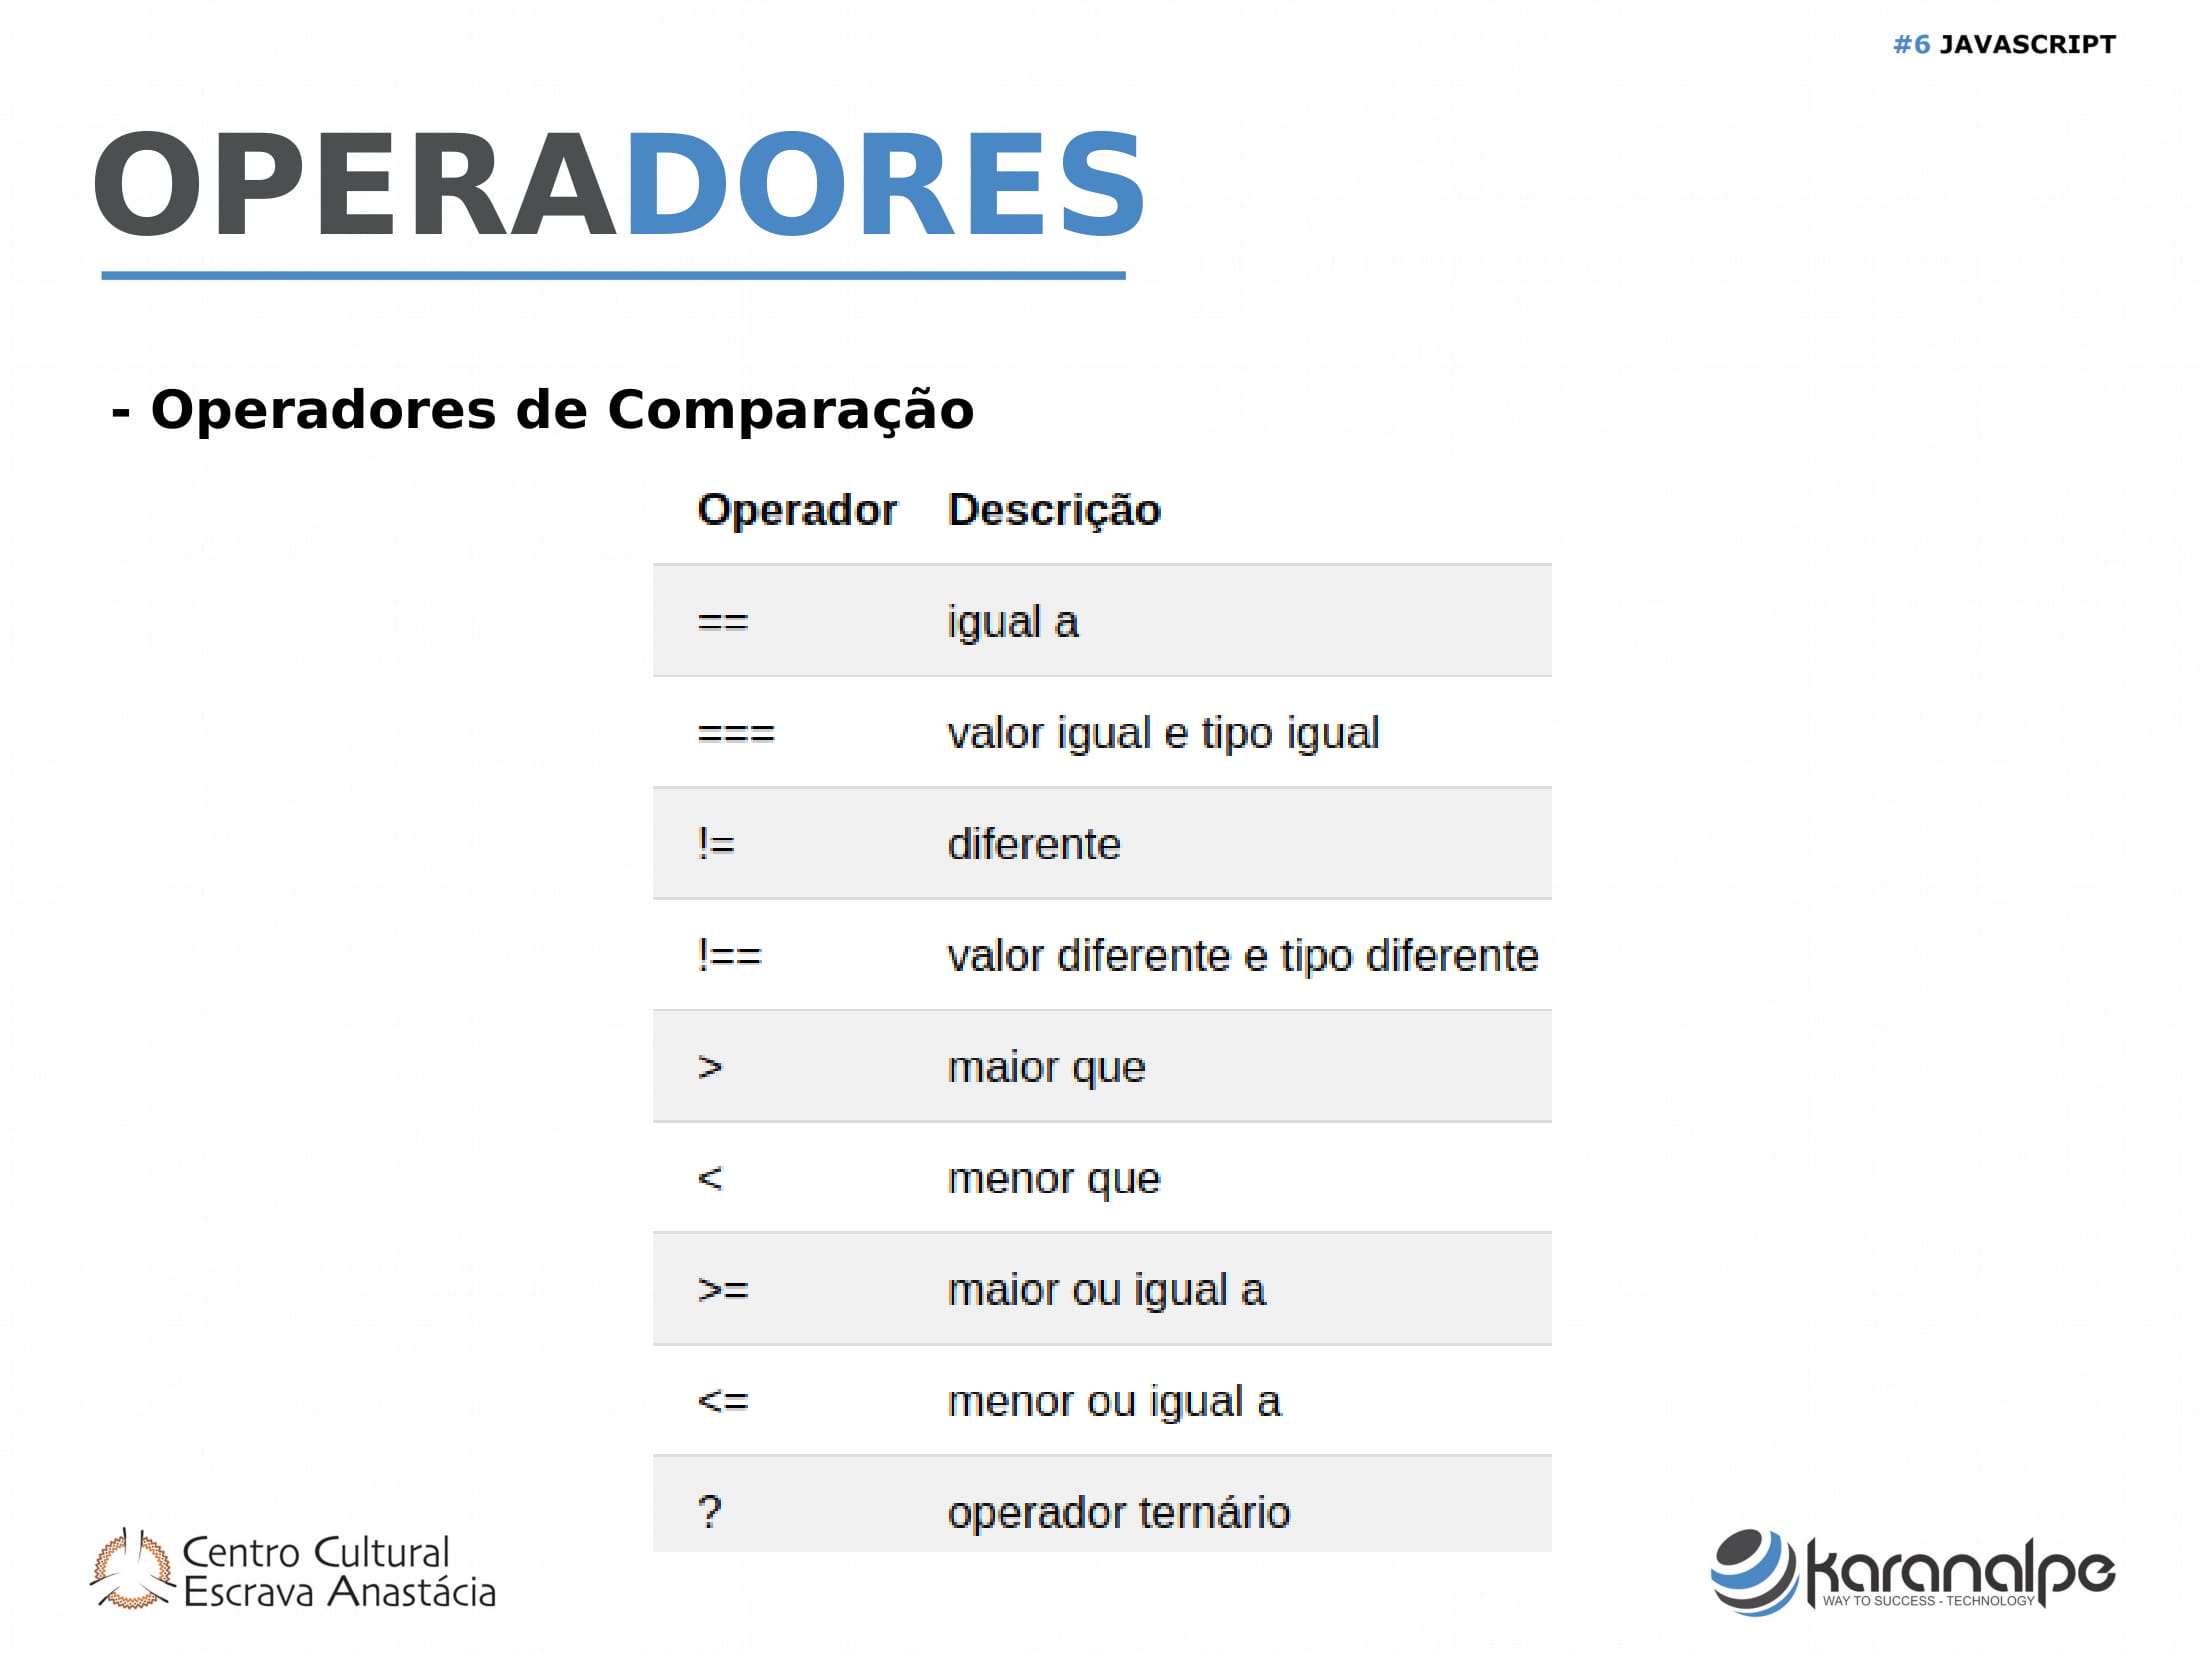 #6 JAVASCRIPT
OPERADORES
- Operadores de Comparação
Operador Descrição
== igual a
=== valor igual e tipo igual
!= diferente
!== valor diferente e tipo diferente
> maior que
< menor que
>= maior ou igual a
<= menor ou igual a
? operador ternário
Centro Cultural
Escrava Anastácia
karanalpe
WAY TO SUCCESS - TECHNOLOGY